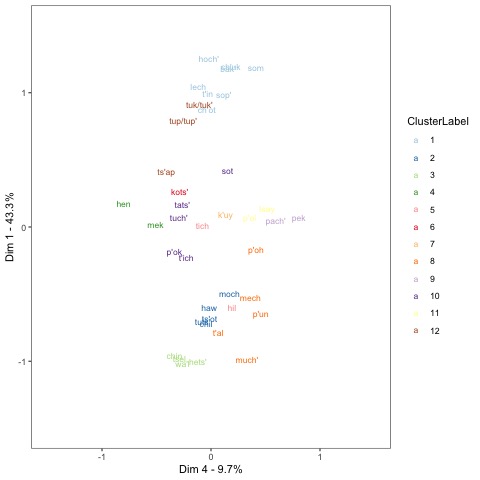 hoch'
som
lech
t'in sop'
tuk/tuk'
tup/tup'
ts'ap
sot
kots'
hen
tats'
tuch'
k'uy
pach' pek
mek
tich
p'ok
t'ich
p'oh
moch
mech
haw
hil
p'un
ts'ot
t'al
chip
much'
1
0
-1
-1
0
1
Dim 1 - 43.3%
Dim 4 - 9.7%
ClusterLabel
a 1
a 2
a 3
a 4
a 5
a 6
a 7
a 8
a 9
a 10
a 11
a 12